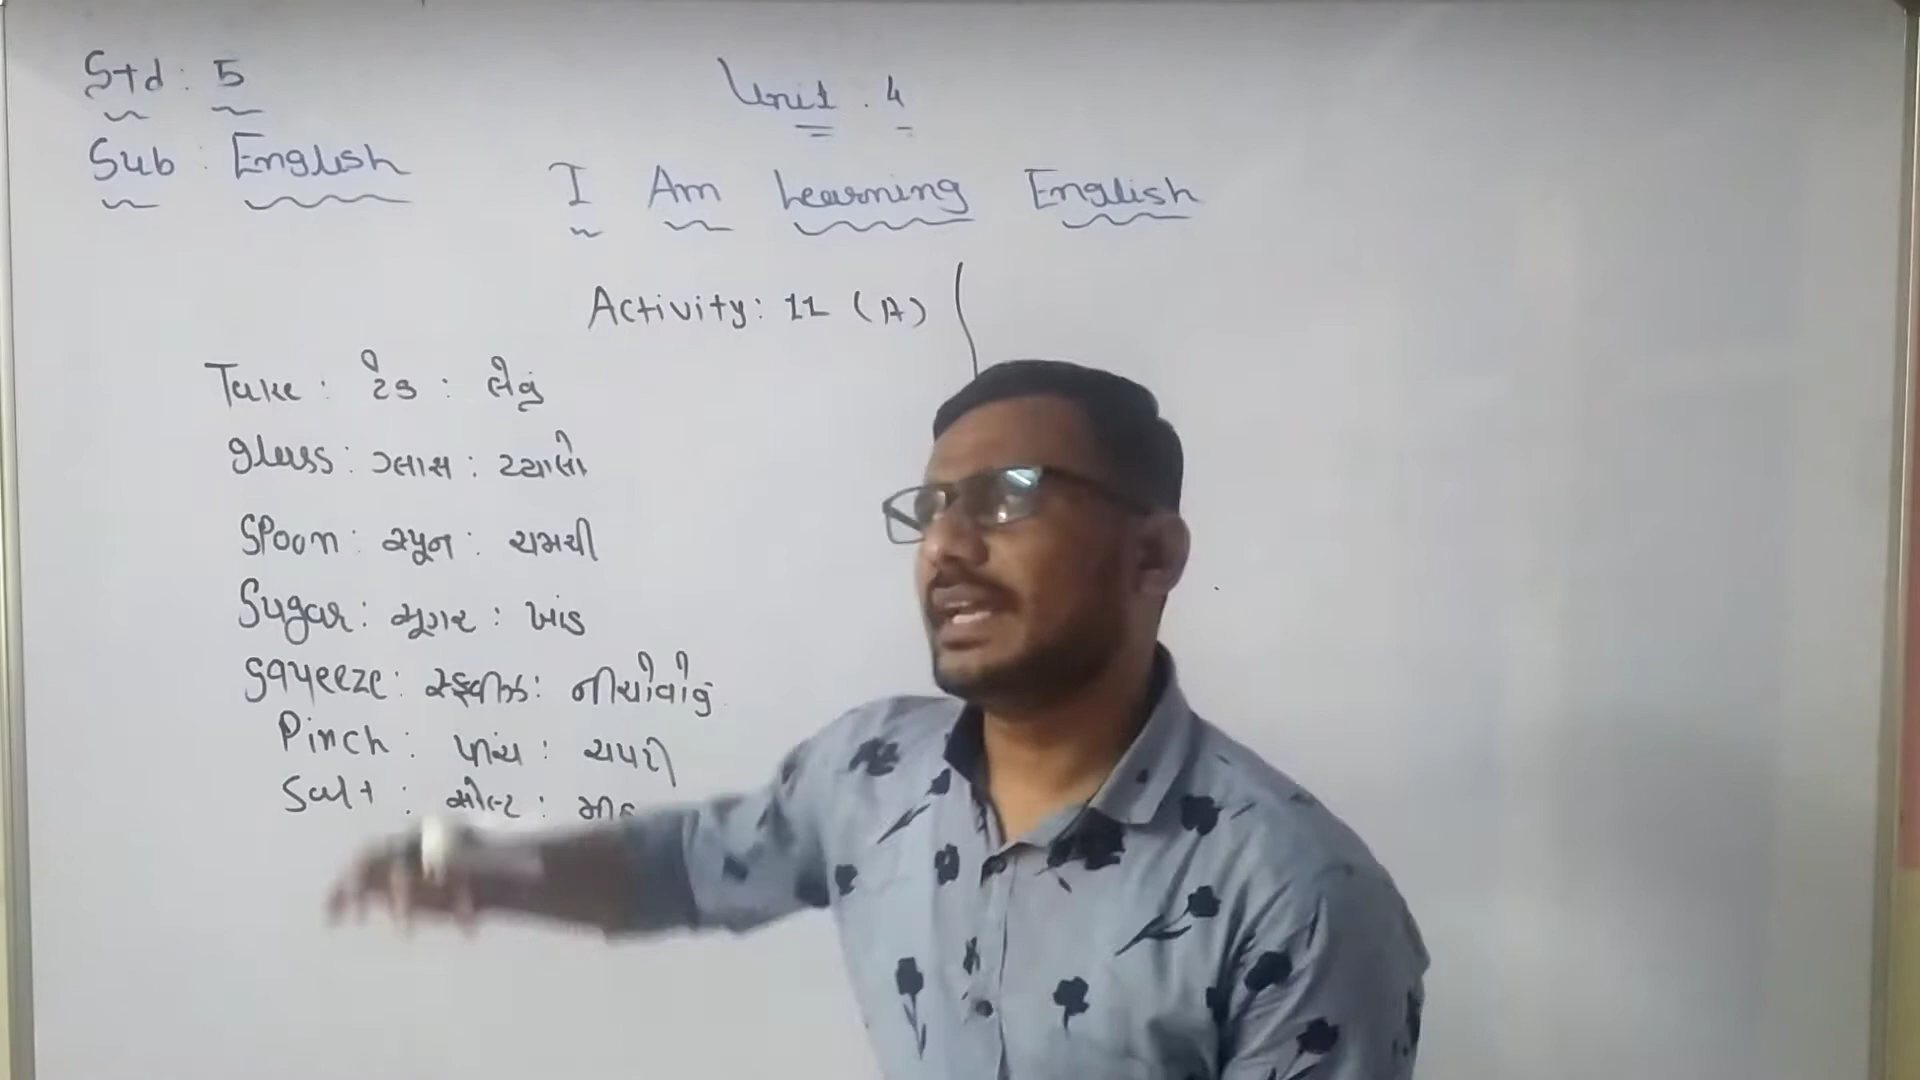 Std : 5
Unit . 4
Sub : English
I Am Learning English
Activity: 11 (A)
Take : ટેક : લેવું
glass : ગ્લાસ : પ્યાલો
Spoon : સ્પૂન : ચમચી
Sugar : સૂગર : ખાંડ
Squeeze : સ્કવીઝ : નીચોવોવું
Pinch : પીંચ : ચપટી
Salt : સોલ્ટ :